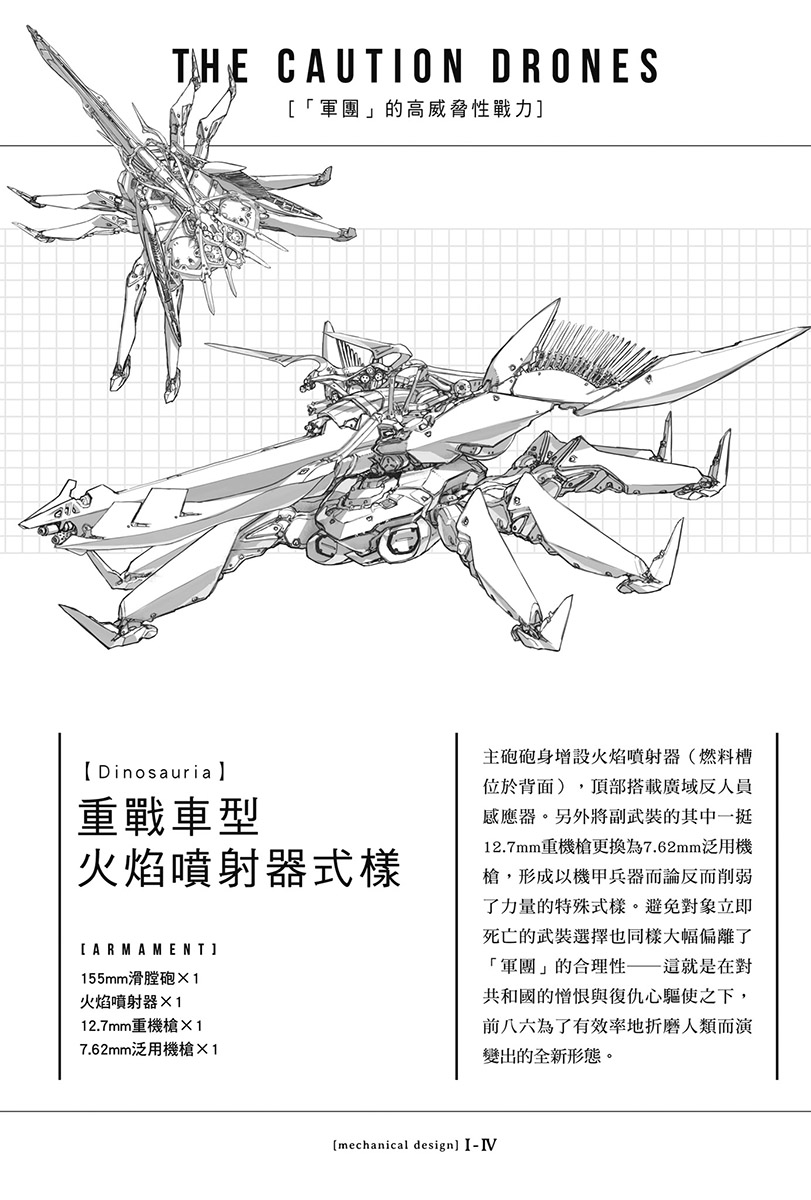 THE CAUTION DRONES
[「軍團」的高威脅性戰力]
【Dinosauria】
重戰車型
火焰噴射器式樣
[ARMAMENT]
155mm滑膛砲×1
火焰噴射器×1
12.7mm重機槍×1
7.62mm泛用機槍×1
主砲砲身增設火焰噴射器（燃料槽
位於背面），頂部搭載廣域反人員
感應器。另外將副武裝的其中一挺
12.7mm重機槍更換為7.62mm泛用機
槍，形成以機甲兵器而論反而削弱
了力量的特殊式樣。避免對象立即
死亡的武裝選擇也同樣大幅偏離了
「軍團」的合理性——這就是在對
共和國的憎恨與復仇心驅使之下，
前八六為了有效率地折磨人類而演
變出的全新形態。
[mechanical design] I-IV